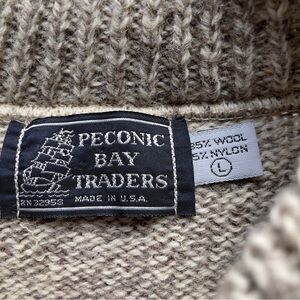 PECONIC
BAY
TRADERS
RN 32958 MADE IN U.S.A.
85% WOOL
15% NYLON
L